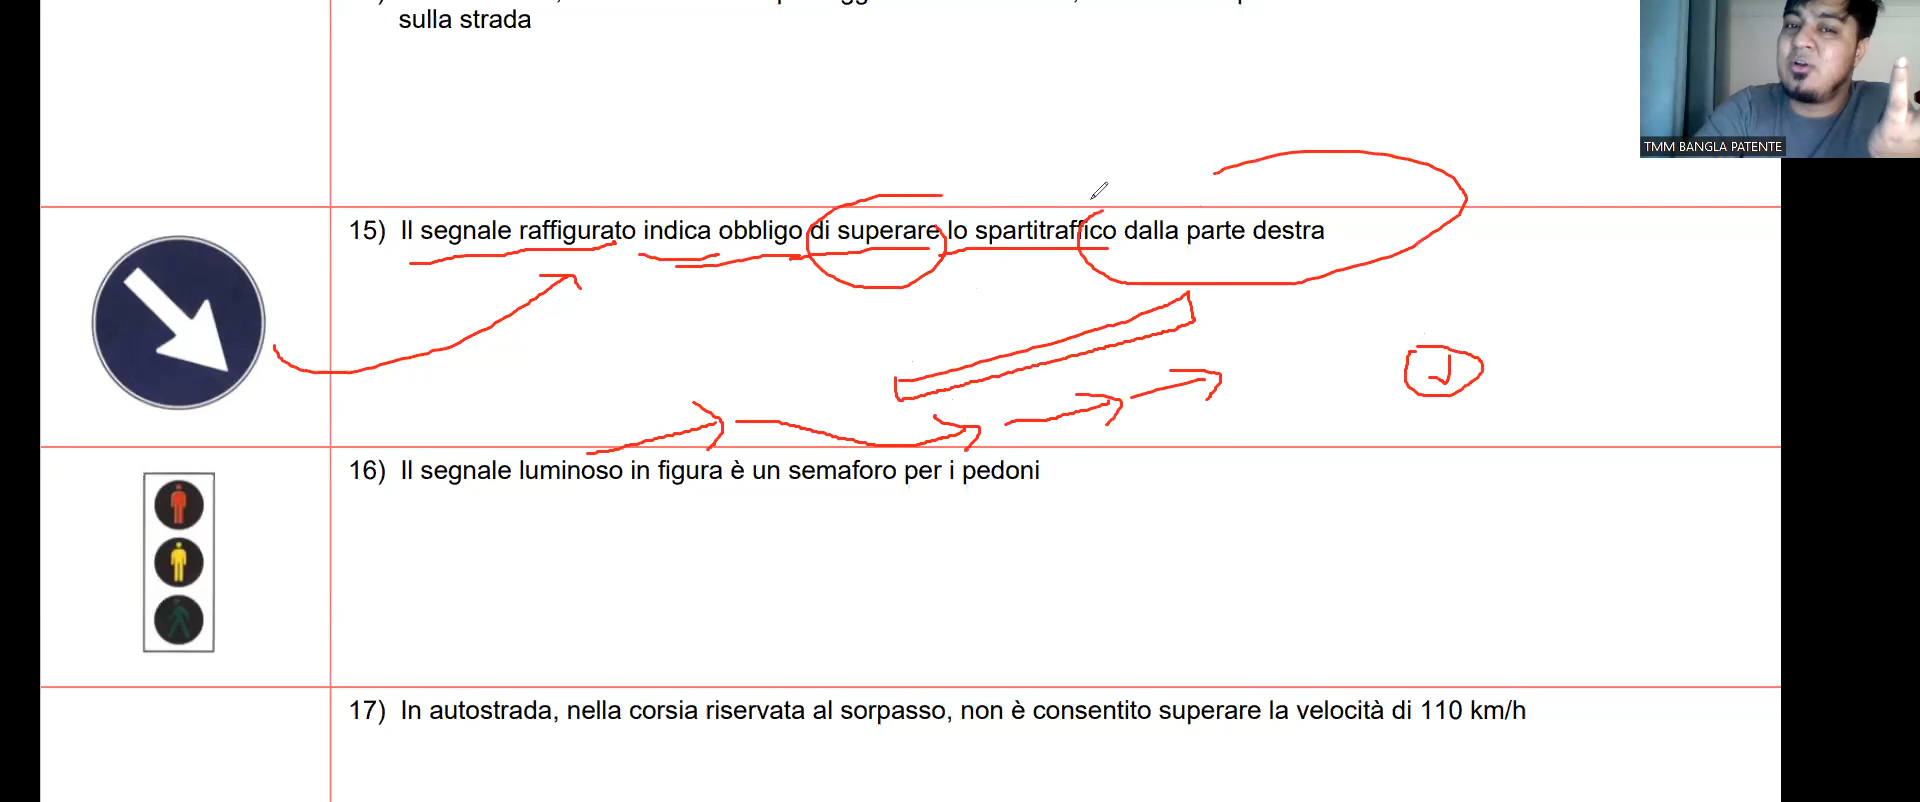 sulla strada
TMM BANGLA PATENTE
15) Il segnale raffigurato indica obbligo di superare lo spartitraffico dalla parte destra
16) Il segnale luminoso in figura è un semaforo per i pedoni
17) In autostrada, nella corsia riservata al sorpasso, non è consentito superare la velocità di 110 km/h